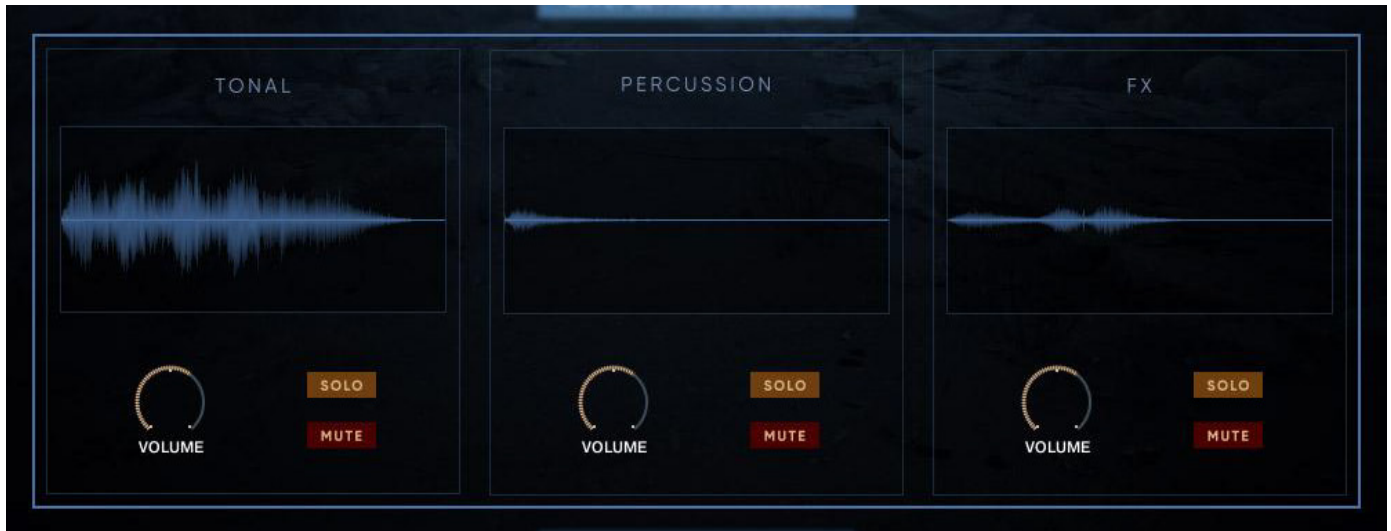 TONAL
PERCUSSION
FX
SOLO
MUTE
VOLUME
SOLO
MUTE
VOLUME
SOLO
MUTE
VOLUME